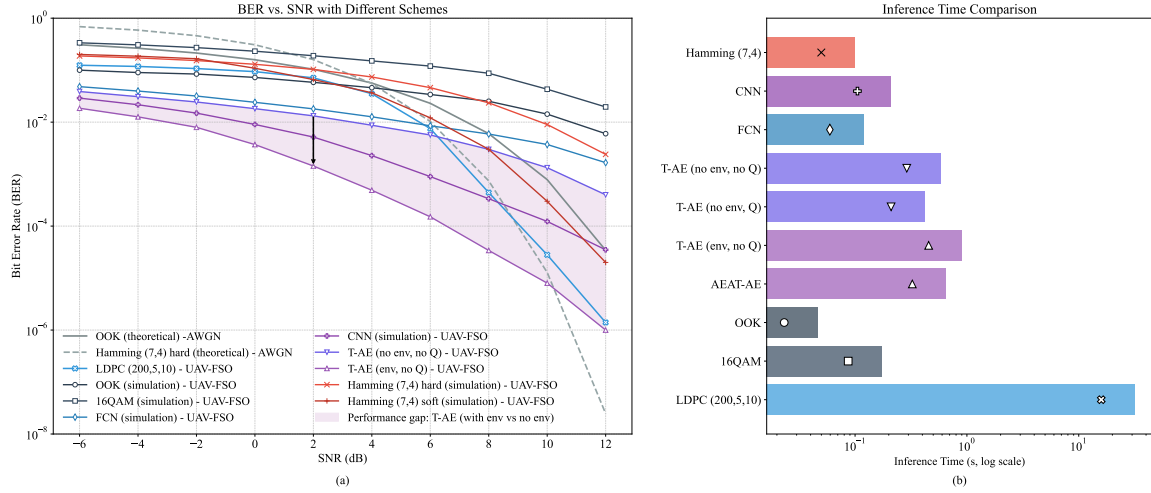 BER vs. SNR with Different Schemes
10⁰
10⁻²
10⁻⁴
10⁻⁶
10⁻⁸
Bit Error Rate (BER)
OOK (theoretical) -AWGN
Hamming (7,4) hard (theoretical) - AWGN
LDPC (200,5,10) - UAV-FSO
OOK (simulation) - UAV-FSO
16QAM (simulation) - UAV-FSO
FCN (simulation) - UAV-FSO
CNN (simulation) - UAV-FSO
T-AE (no env, no Q) - UAV-FSO
T-AE (env, no Q) - UAV-FSO
Hamming (7,4) hard (simulation) - UAV-FSO
Hamming (7,4) soft (simulation) - UAV-FSO
Performance gap: T-AE (with env vs no env)
−6 −4 −2 0 2 4 6 8 10 12
SNR (dB)
(a)
Inference Time Comparison
Hamming (7,4)
CNN
FCN
T-AE (no env, no Q)
T-AE (no env, Q)
T-AE (env, no Q)
AEAT-AE
OOK
16QAM
LDPC (200,5,10)
10⁻¹ 10⁰ 10¹
Inference Time (s, log scale)
(b)